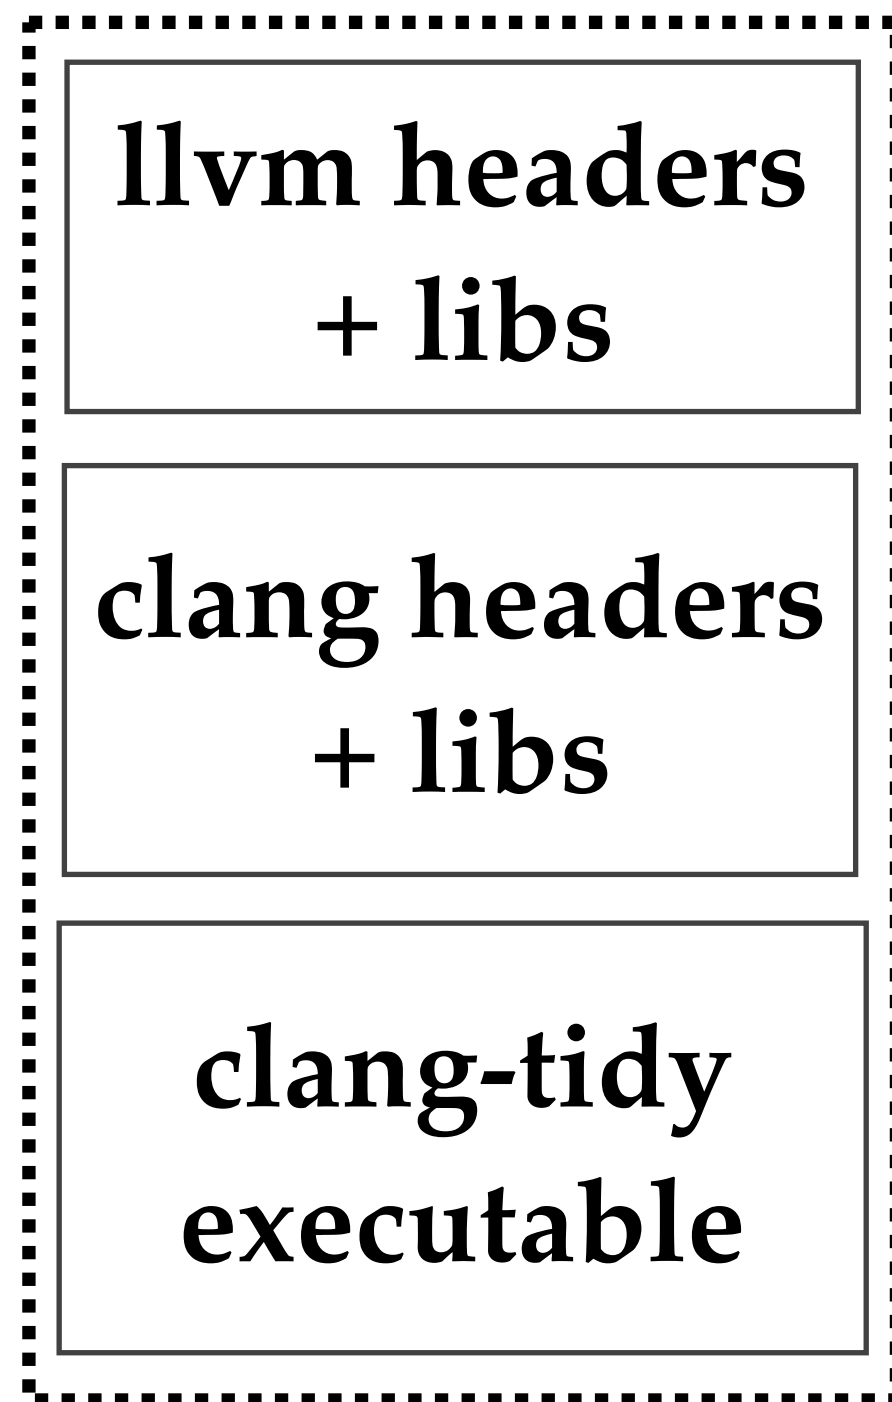 llvm headers
+ libs
clang headers
+ libs
clang-tidy
executable